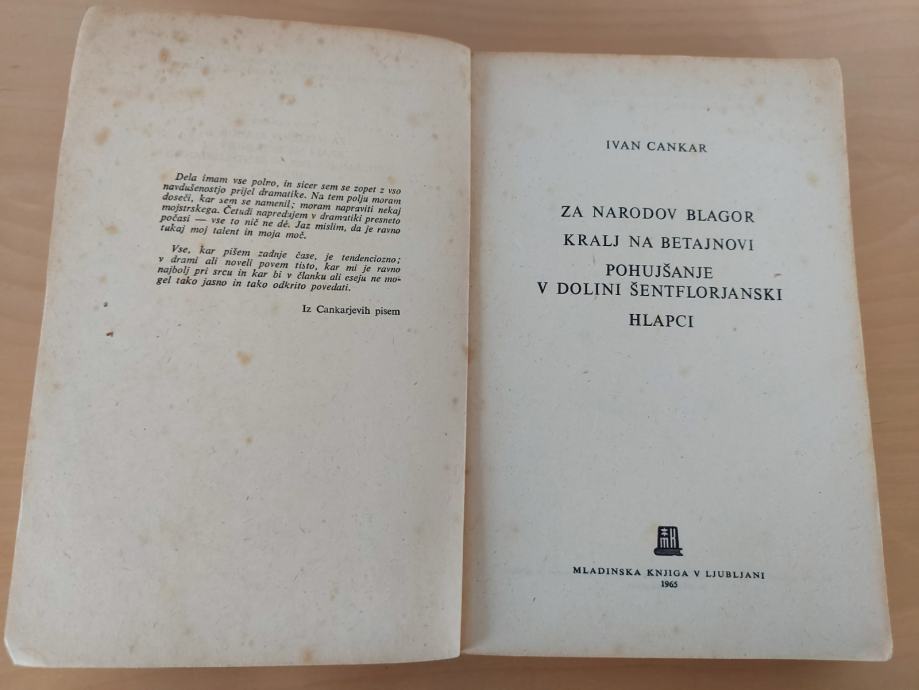 Dela imam vse polno, in sicer sem se zopet z vso
navdušenostjo prijel dramatike. Na tem polju moram
doseči, kar sem se namenil; moram napraviti nekaj
mojstrskega. Četudi napredujem v dramatiki presneto
počasi — vse to nič ne dé. Jaz mislim, da je ravno
tukaj moj talent in moja moč.
Vse, kar pišem zadnje čase, je tendenciozno;
v drami ali noveli povem tisto, kar mi je ravno
najbolj pri srcu in kar bi v članku ali eseju ne mo-
gel tako jasno in tako odkrito povedati.
Iz Cankarjevih pisem
IVAN CANKAR
ZA NARODOV BLAGOR
KRALJ NA BETAJNOVI
POHUJŠANJE
V DOLINI ŠENTFLORJANSKI
HLAPCI
MK
MLADINSKA KNJIGA V LJUBLJANI
1965